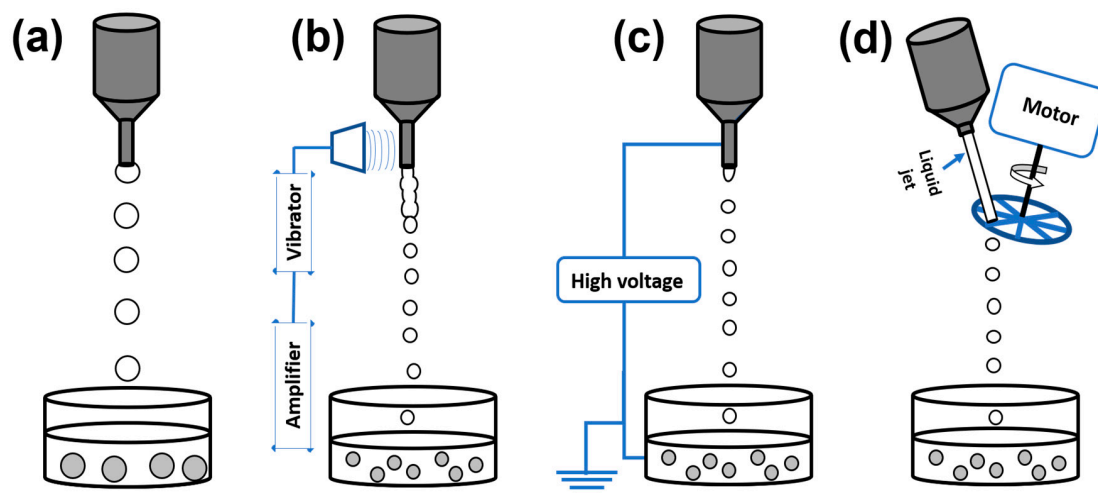 (a)
(b)
(c)
(d)
Motor
Liquid
jet
Vibrator
High voltage
Amplifier